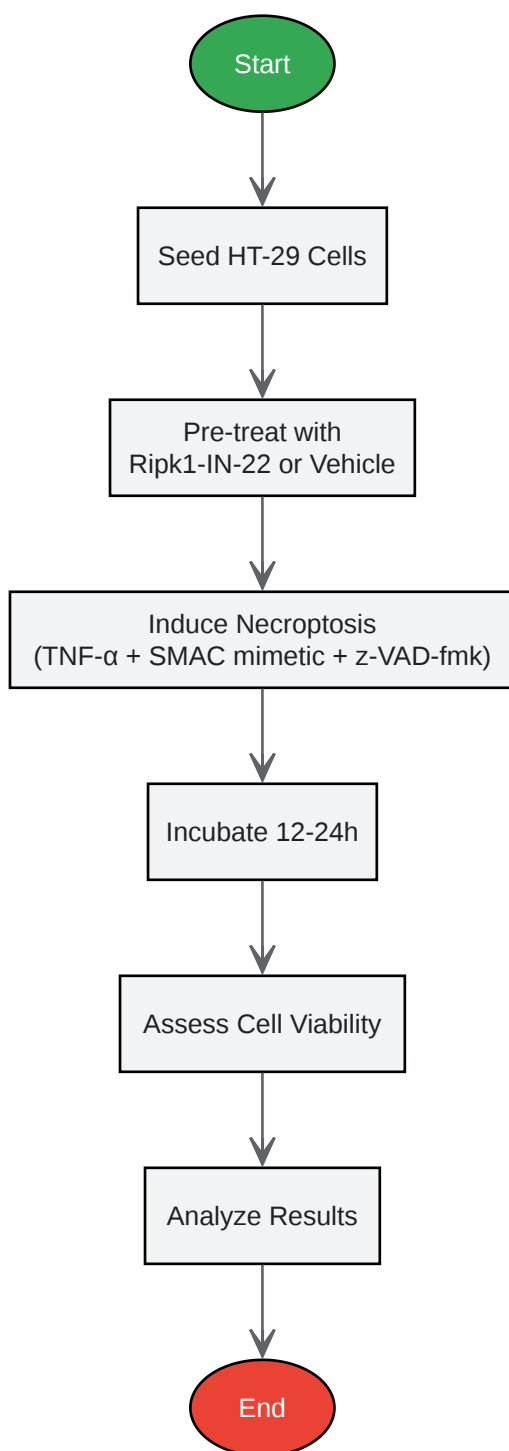 Start
Seed HT-29 Cells
Pre-treat with
Ripk1-IN-22 or Vehicle
Induce Necroptosis
(TNF-α + SMAC mimetic + z-VAD-fmk)
Incubate 12-24h
Assess Cell Viability
Analyze Results
End